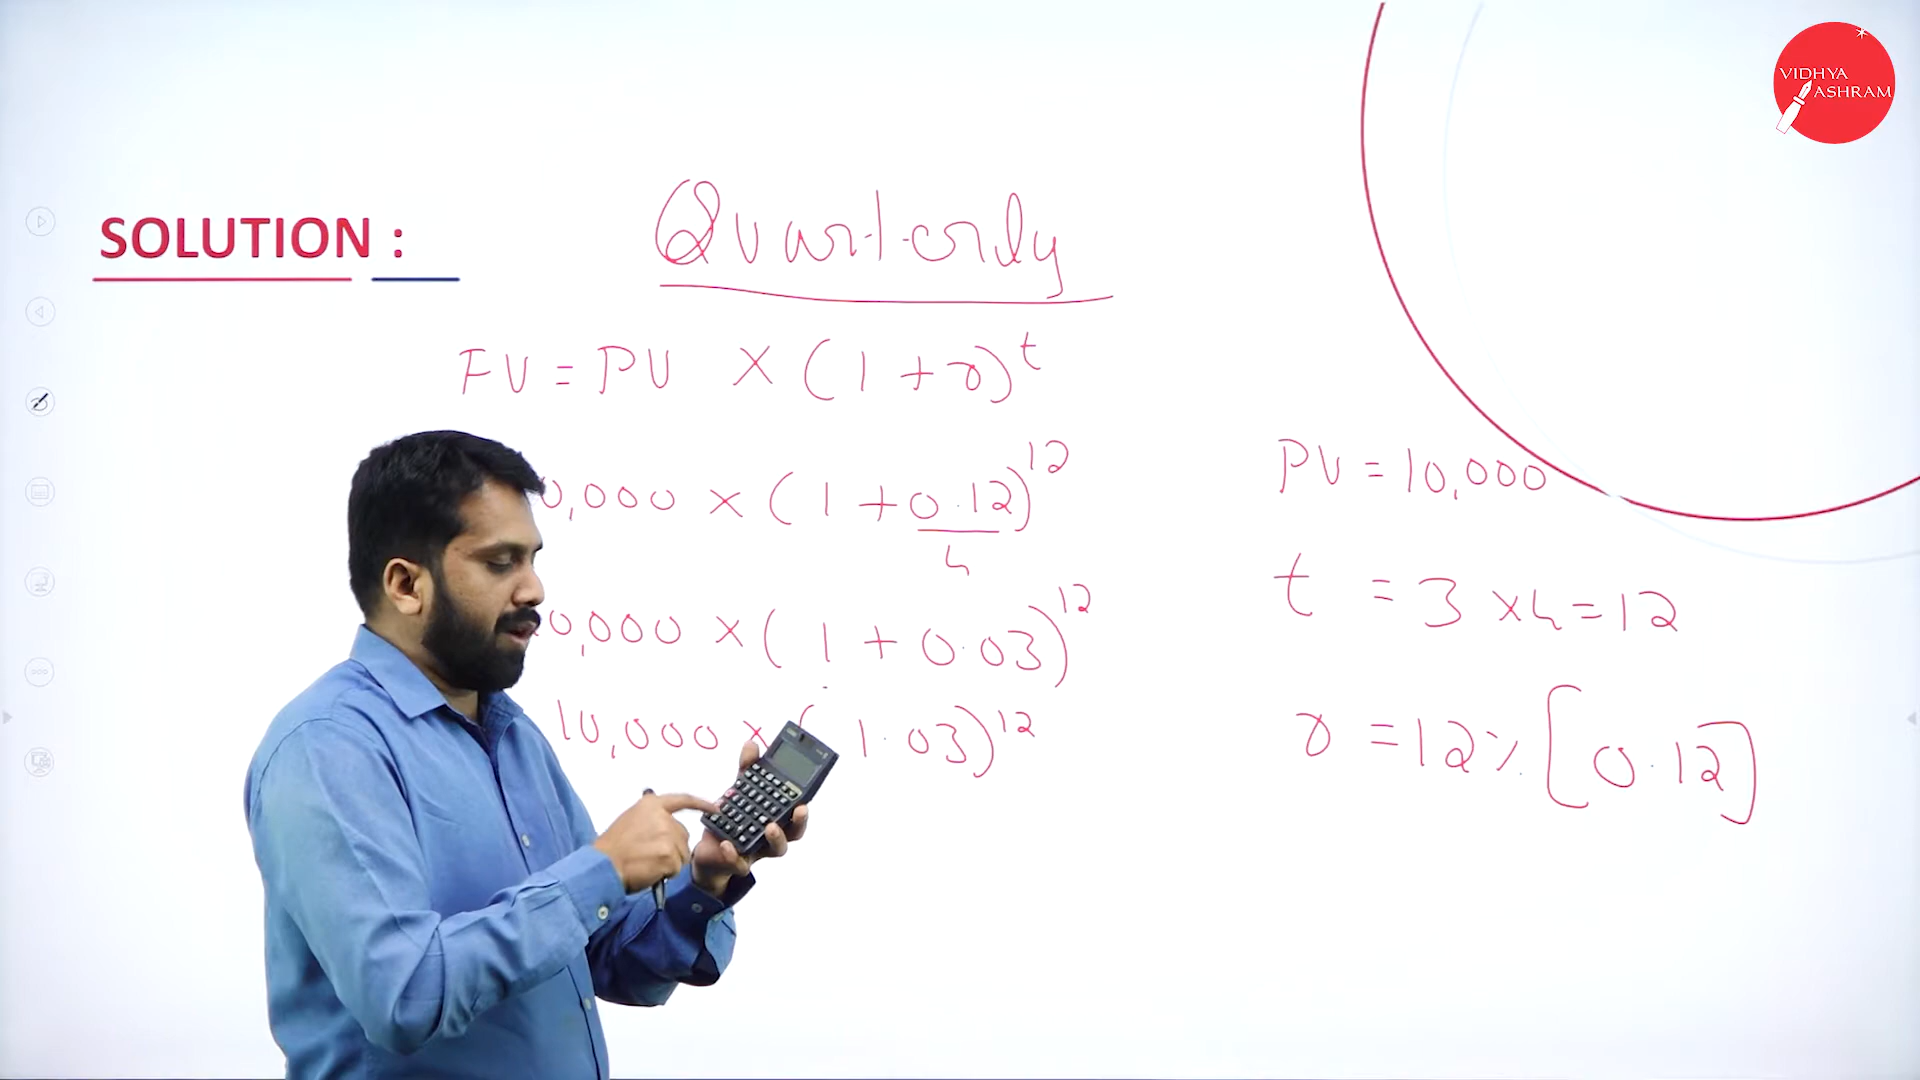 VIDHYA
ASHRAM
SOLUTION :
Quarterly
FV = PV × (1 + r)^t
0,000 × (1 + 0.12/4)^12
0,000 × (1 + 0.03)^12
10,000 × (1.03)^12
PV = 10,000
t = 3 × 4 = 12
r = 12% [0.12]